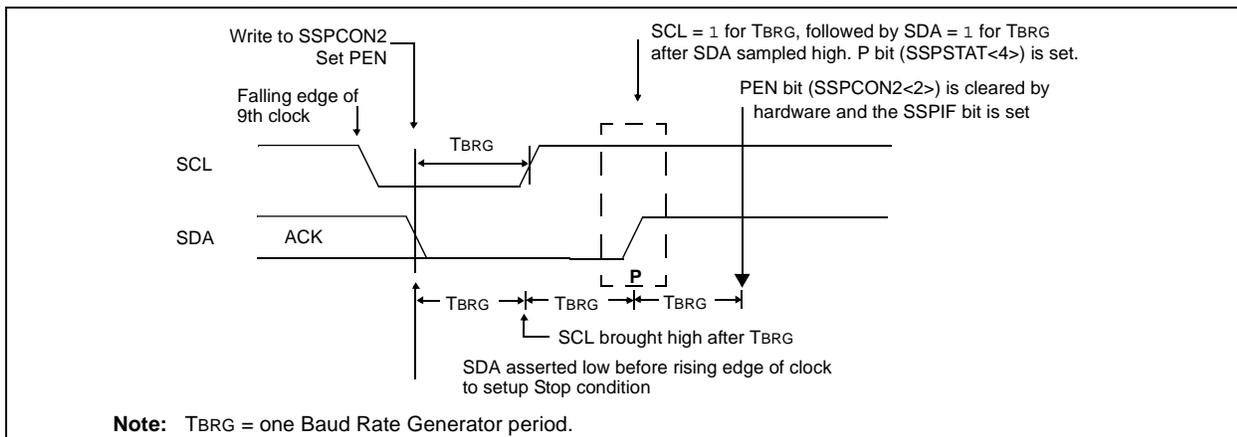 Write to SSPCON2
Set PEN
SCL = 1 for TBRG, followed by SDA = 1 for TBRG
after SDA sampled high. P bit (SSPSTAT<4>) is set.
Falling edge of
9th clock
PEN bit (SSPCON2<2>) is cleared by
hardware and the SSPIF bit is set
TBRG
SCL
SDA
ACK
P
TBRG
TBRG
TBRG
SCL brought high after TBRG
SDA asserted low before rising edge of clock
to setup Stop condition
Note: TBRG = one Baud Rate Generator period.